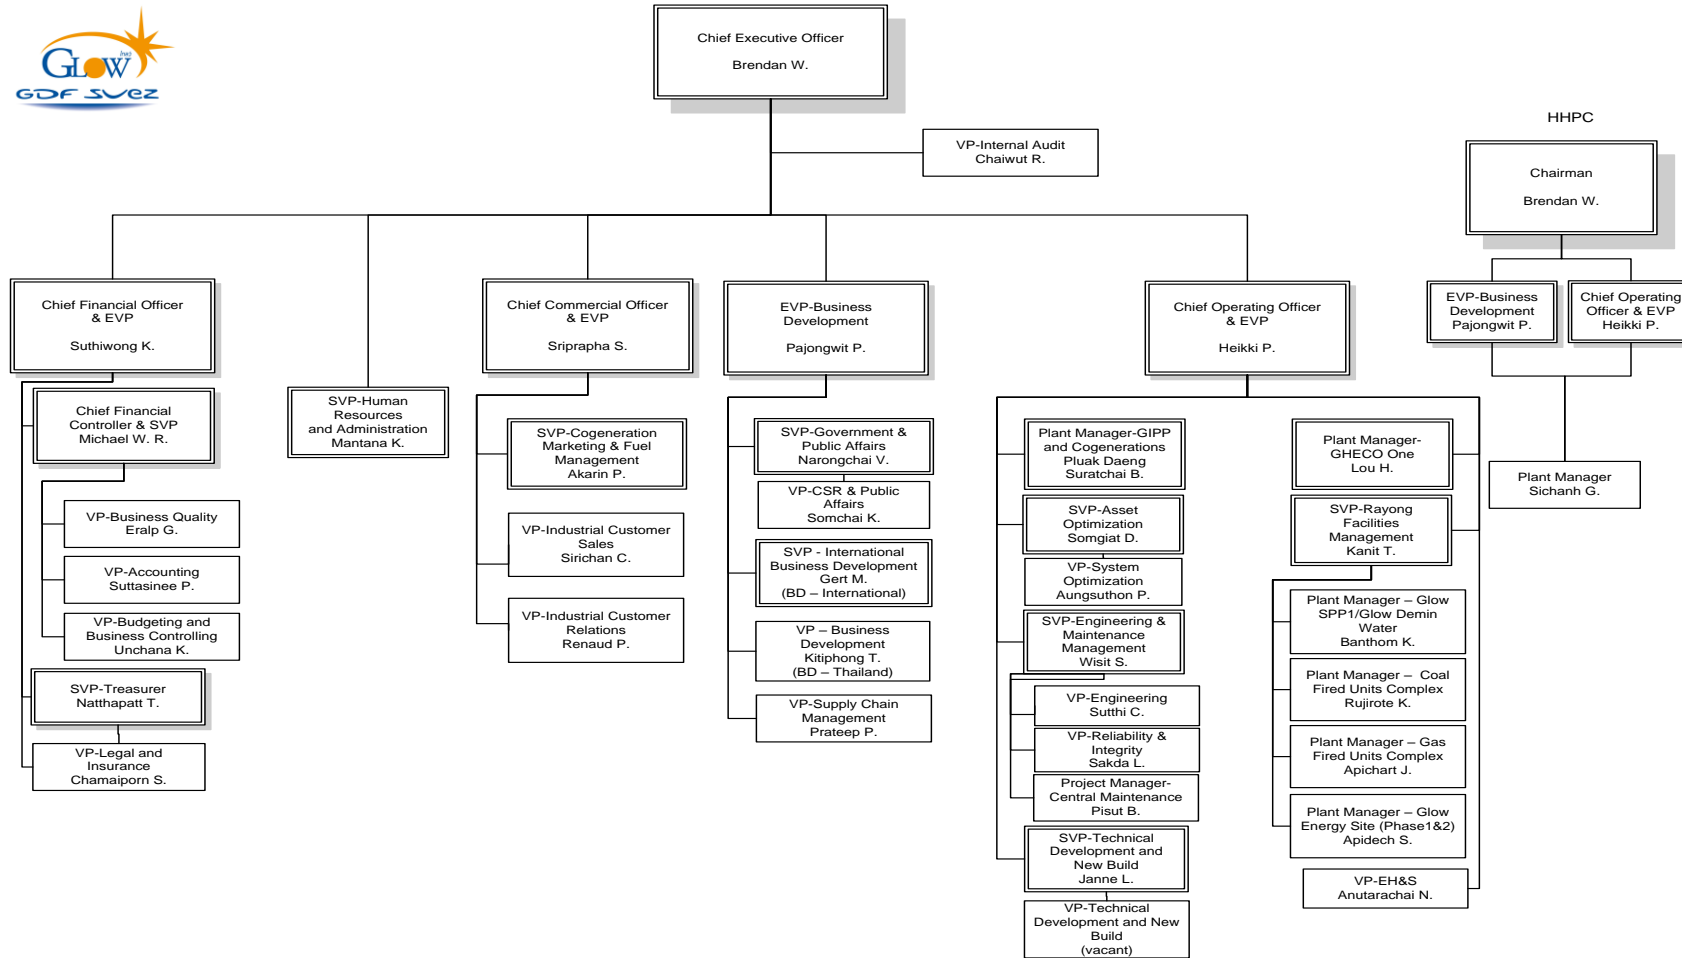 Glow
GDF SUEZ
Chief Executive Officer
Brendan W.
VP-Internal Audit
Chaiwut R.
HHPC
Chairman
Brendan W.
EVP-Business
Development
Pajongwit P.
Chief Operating
Officer & EVP
Heikki P.
Plant Manager
Sichanh G.
Chief Financial Officer
& EVP
Suthiwong K.
Chief Financial
Controller & SVP
Michael W. R.
VP-Business Quality
Eralp G.
VP-Accounting
Suttasinee P.
VP-Budgeting and
Business Controlling
Unchana K.
SVP-Treasurer
Natthapatt T.
VP-Legal and
Insurance
Chamaiporn S.
SVP-Human
Resources
and Administration
Mantana K.
Chief Commercial Officer
& EVP
Sriprapha S.
SVP-Cogeneration
Marketing & Fuel
Management
Akarin P.
VP-Industrial Customer
Sales
Sirichan C.
VP-Industrial Customer
Relations
Renaud P.
EVP-Business
Development
Pajongwit P.
SVP-Government &
Public Affairs
Narongchai V.
VP-CSR & Public
Affairs
Somchai K.
SVP - International
Business Development
Gert M.
(BD – International)
VP – Business
Development
Kitiphong T.
(BD – Thailand)
VP-Supply Chain
Management
Prateep P.
Chief Operating Officer
& EVP
Heikki P.
Plant Manager-GIPP
and Cogenerations
Pluak Daeng
Suratchai B.
SVP-Asset
Optimization
Somgiat D.
VP-System
Optimization
Aungsuthon P.
SVP-Engineering &
Maintenance
Management
Wisit S.
VP-Engineering
Sutthi C.
VP-Reliability &
Integrity
Sakda L.
Project Manager-
Central Maintenance
Pisut B.
SVP-Technical
Development and
New Build
Janne L.
VP-Technical
Development and New
Build
(vacant)
Plant Manager-
GHECO One
Lou H.
SVP-Rayong
Facilities
Management
Kanit T.
Plant Manager – Glow
SPP1/Glow Demin
Water
Banthom K.
Plant Manager – Coal
Fired Units Complex
Rujirote K.
Plant Manager – Gas
Fired Units Complex
Apichart J.
Plant Manager – Glow
Energy Site (Phase1&2)
Apidech S.
VP-EH&S
Anutarachai N.